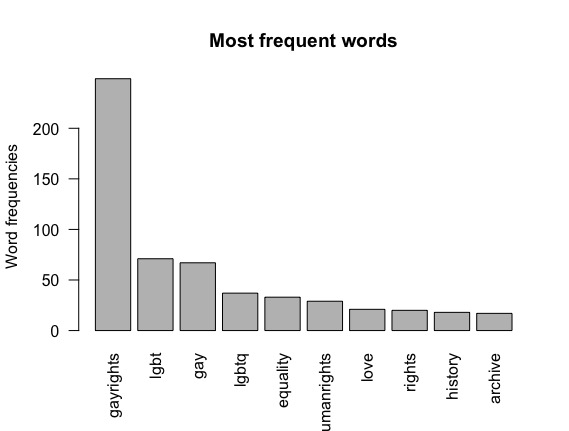 Most frequent words
Word frequencies
200
150
100
50
0
gayrights
lgbt
gay
lgbtq
equality
umanrights
love
rights
history
archive